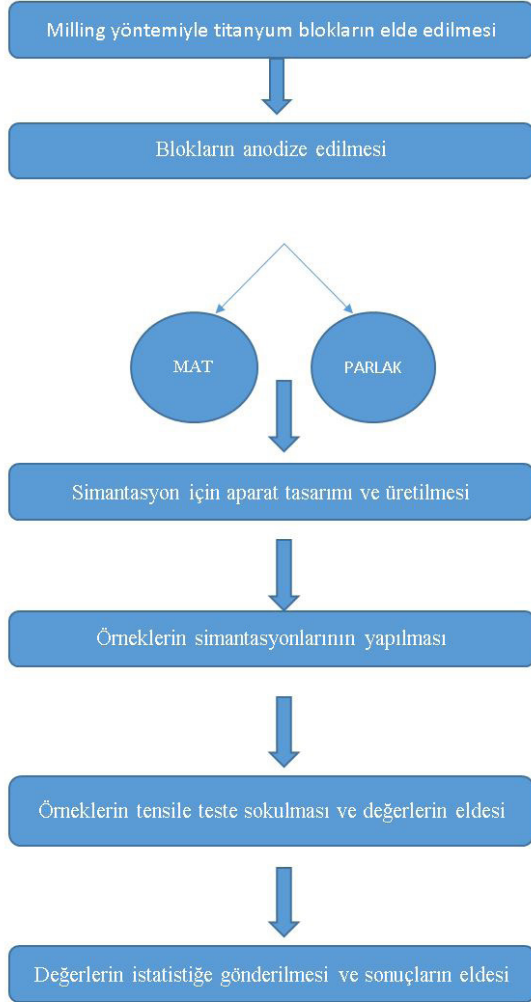 Milling yöntemiyle titanyum blokların elde edilmesi
Blokların anodize edilmesi
MAT
PARLAK
Simantasyon için aparat tasarımı ve üretilmesi
Örneklerin simantasyonlarının yapılması
Örneklerin tensile teste sokulması ve değerlerin eldesi
Değerlerin istatistiğe gönderilmesi ve sonuçların eldesi